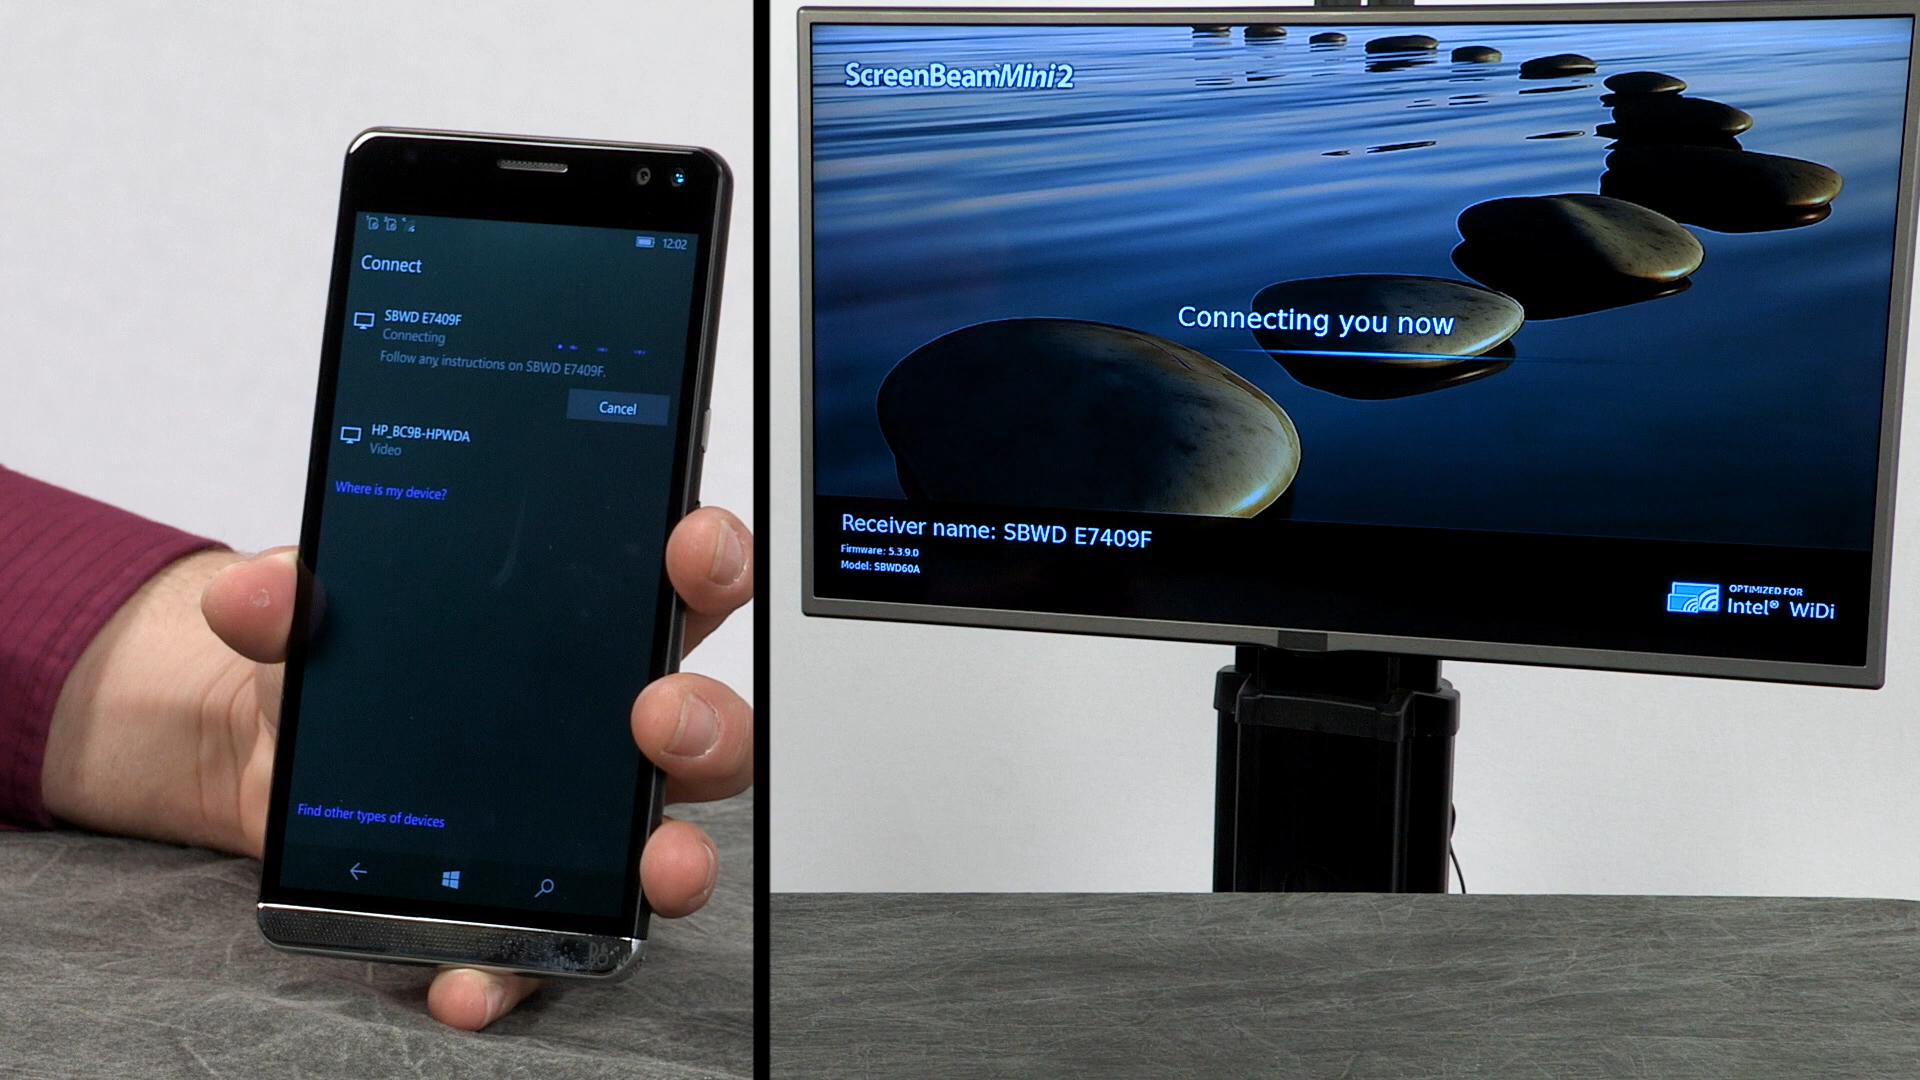 12:02
Connect
SBWD E7409F
Connecting
Follow any instructions on SBWD E7409F.
Cancel
HP_BC9B-HPWDA
Video
Where is my device?
Find other types of devices
ScreenBeamMini2
Connecting you now
Receiver name: SBWD E7409F
Firmware: 5.3.9.0
Model: SBWD60A
OPTIMIZED FOR
Intel® WiDi